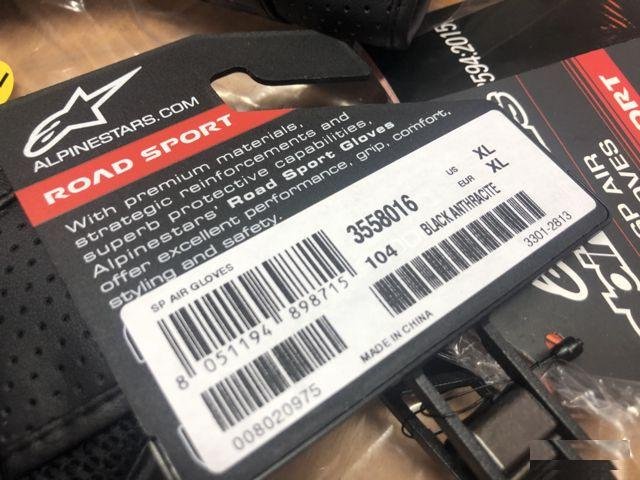 ALPINESTARS.COM
ROAD SPORT
With premium materials,
strategic reinforcements and
superb protective capabilities,
Alpinestars' Road Sport Gloves
offer excellent performance, grip, comfort,
styling and safety.
SP AIR GLOVES
3558016
US XL
EUR XL
104 BLACK ANTHRACITE
8 051194 898715
3301-2813
MADE IN CHINA
008020975
594:2015
SP AIR